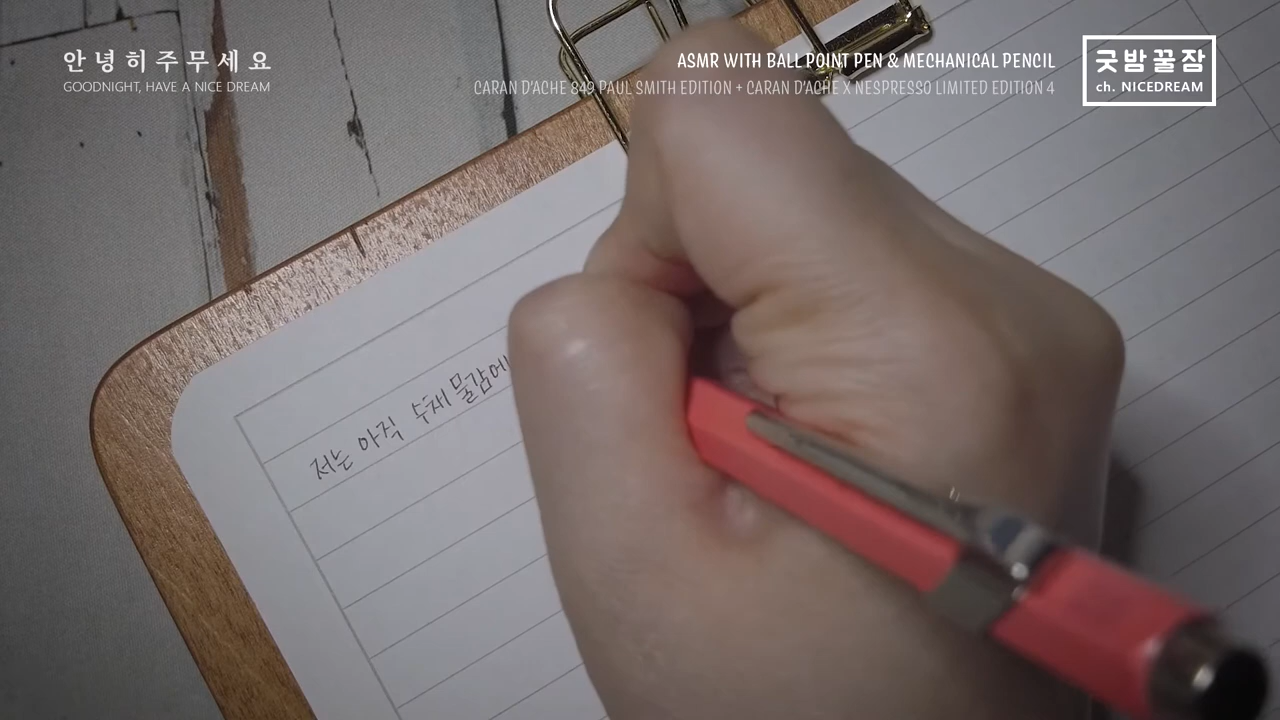 안녕히주무세요
GOODNIGHT, HAVE A NICE DREAM
ASMR WITH BALL POINT PEN & MECHANICAL PENCIL
CARAN D'ACHE 849 PAUL SMITH EDITION + CARAN D'ACHE X NESPRESSO LIMITED EDITION 4
굿밤꿀잠
ch. NICEDREAM
저는 아직 수채 물감에